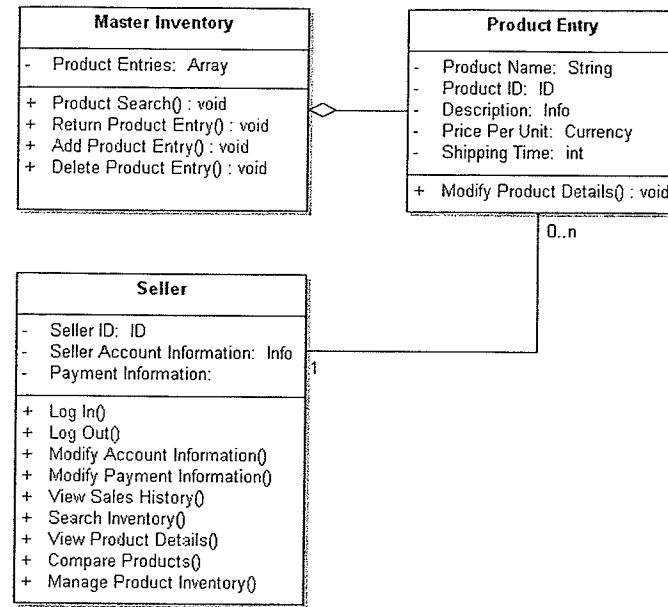 Master Inventory
- Product Entries: Array
+ Product Search() : void
+ Return Product Entry() : void
+ Add Product Entry() : void
+ Delete Product Entry() : void
Product Entry
- Product Name: String
- Product ID: ID
- Description: Info
- Price Per Unit: Currency
- Shipping Time: int
+ Modify Product Details() : void
0..n
Seller
- Seller ID: ID
- Seller Account Information: Info
- Payment Information:
1
+ Log In()
+ Log Out()
+ Modify Account Information()
+ Modify Payment Information()
+ View Sales History()
+ Search Inventory()
+ View Product Details()
+ Compare Products()
+ Manage Product Inventory()